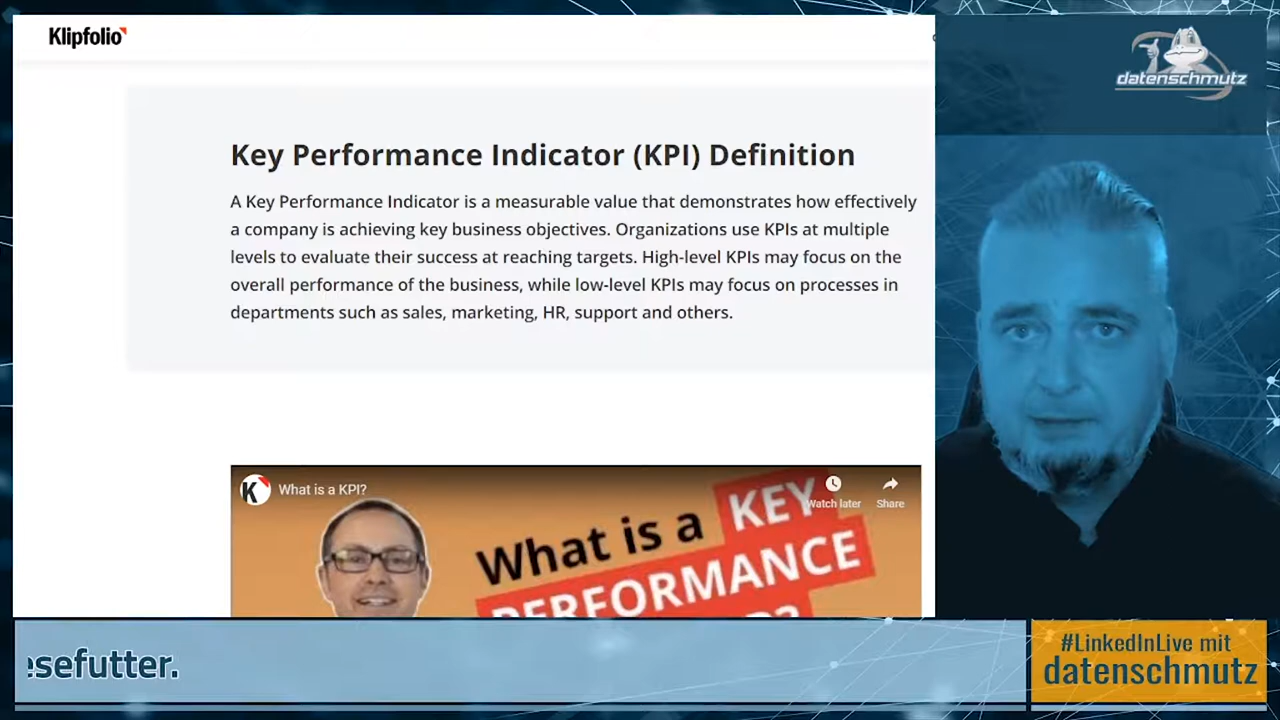 Klipfolio
datenschmutz
Key Performance Indicator (KPI) Definition
A Key Performance Indicator is a measurable value that demonstrates how effectively
a company is achieving key business objectives. Organizations use KPIs at multiple
levels to evaluate their success at reaching targets. High-level KPIs may focus on the
overall performance of the business, while low-level KPIs may focus on processes in
departments such as sales, marketing, HR, support and others.
K
What is a KPI?
Watch later
Share
What is a KEY
PERFORMANCE
#LinkedInLive mit
datenschmutz